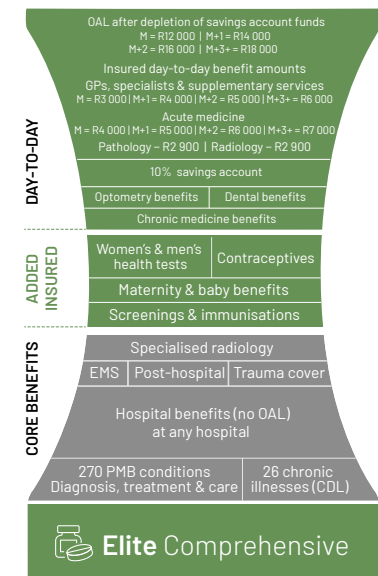 OAL after depletion of savings account funds
M = R12 000 | M+1 = R14 000
M+2 = R16 000 | M+3+ = R18 000
Insured day-to-day benefit amounts
GPs, specialists & supplementary services
M = R3 000 | M+1 = R4 000 | M+2 = R5 000 | M+3+ = R6 000
Acute medicine
M = R4 000 | M+1 = R5 000 | M+2 = R6 000 | M+3+ = R7 000
Pathology – R2 900 | Radiology – R2 900
10% savings account
Optometry benefits
Dental benefits
Chronic medicine benefits
DAY-TO-DAY
Women's & men's
health tests
Contraceptives
Maternity & baby benefits
Screenings & immunisations
ADDED
INSURED
Specialised radiology
EMS
Post-hospital
Trauma cover
Hospital benefits (no OAL)
at any hospital
270 PMB conditions
Diagnosis, treatment & care
26 chronic
illnesses (CDL)
CORE BENEFITS
Elite Comprehensive